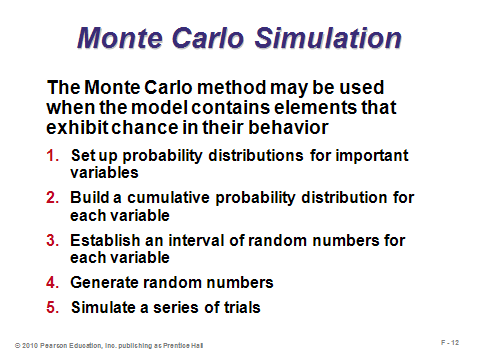 Monte Carlo Simulation
The Monte Carlo method may be used
when the model contains elements that
exhibit chance in their behavior
1. Set up probability distributions for important
variables
2. Build a cumulative probability distribution for
each variable
3. Establish an interval of random numbers for
each variable
4. Generate random numbers
5. Simulate a series of trials
© 2010 Pearson Education, Inc. publishing as Prentice Hall
F - 12